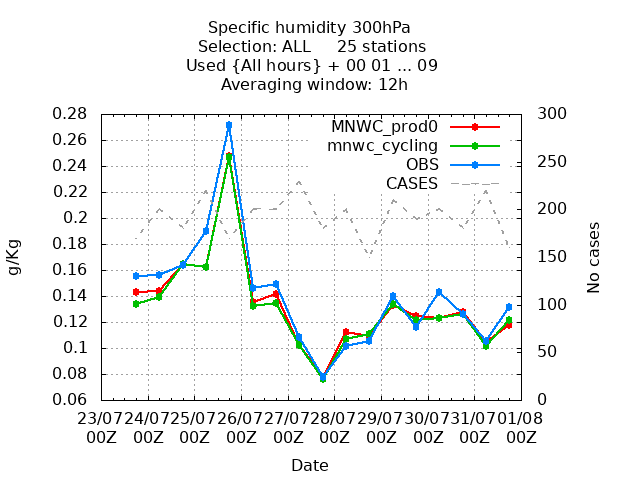 Specific humidity 300hPa
Selection: ALL     25 stations
Used {All hours} + 00 01 ... 09
Averaging window: 12h
MNWC_prod0
mnwc_cycling
OBS
CASES
g/Kg
0.28
0.26
0.24
0.22
0.2
0.18
0.16
0.14
0.12
0.1
0.08
0.06
300
250
200
150
100
50
0
No cases
23/07 24/07 25/07 26/07 27/07 28/07 29/07 30/07 31/07 01/08
00Z 00Z 00Z 00Z 00Z 00Z 00Z 00Z 00Z 00Z
Date